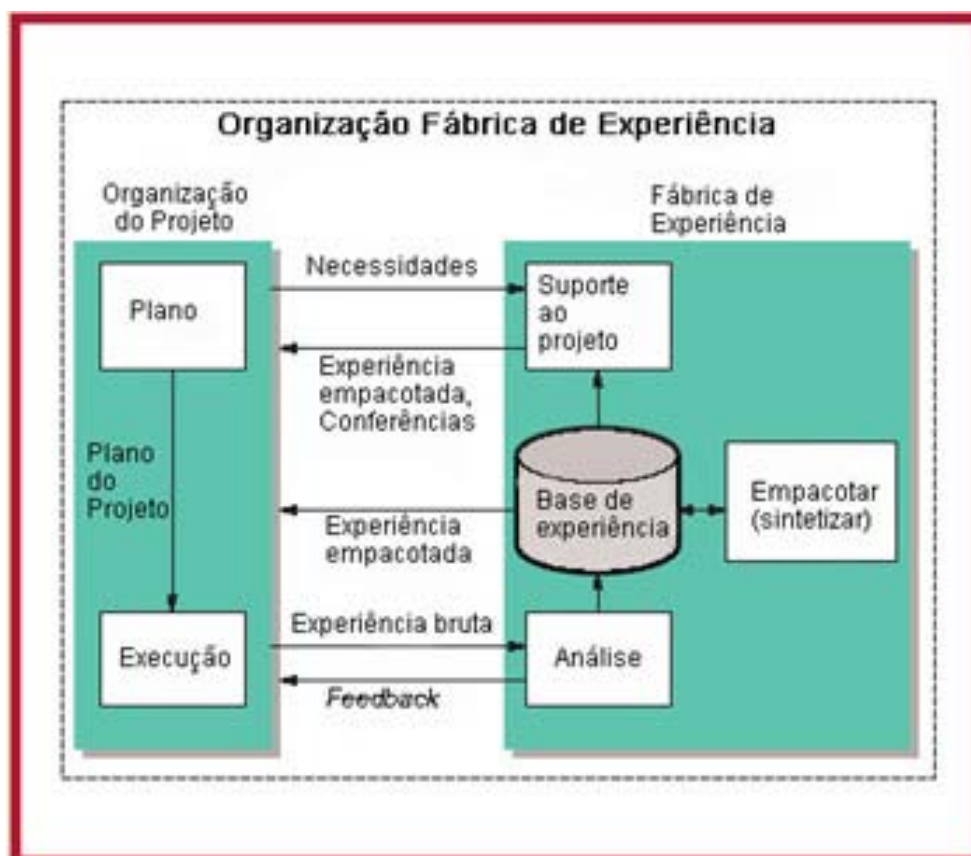 Organização Fábrica de Experiência
Organização
do Projeto
Fábrica de
Experiência
Plano
Necessidades
Suporte
ao
projeto
Experiência
empacotada,
Conferências
Plano
do
Projeto
Base de
experiência
Empacotar
(sintetizar)
Experiência
empacotada
Execução
Experiência bruta
Análise
Feedback